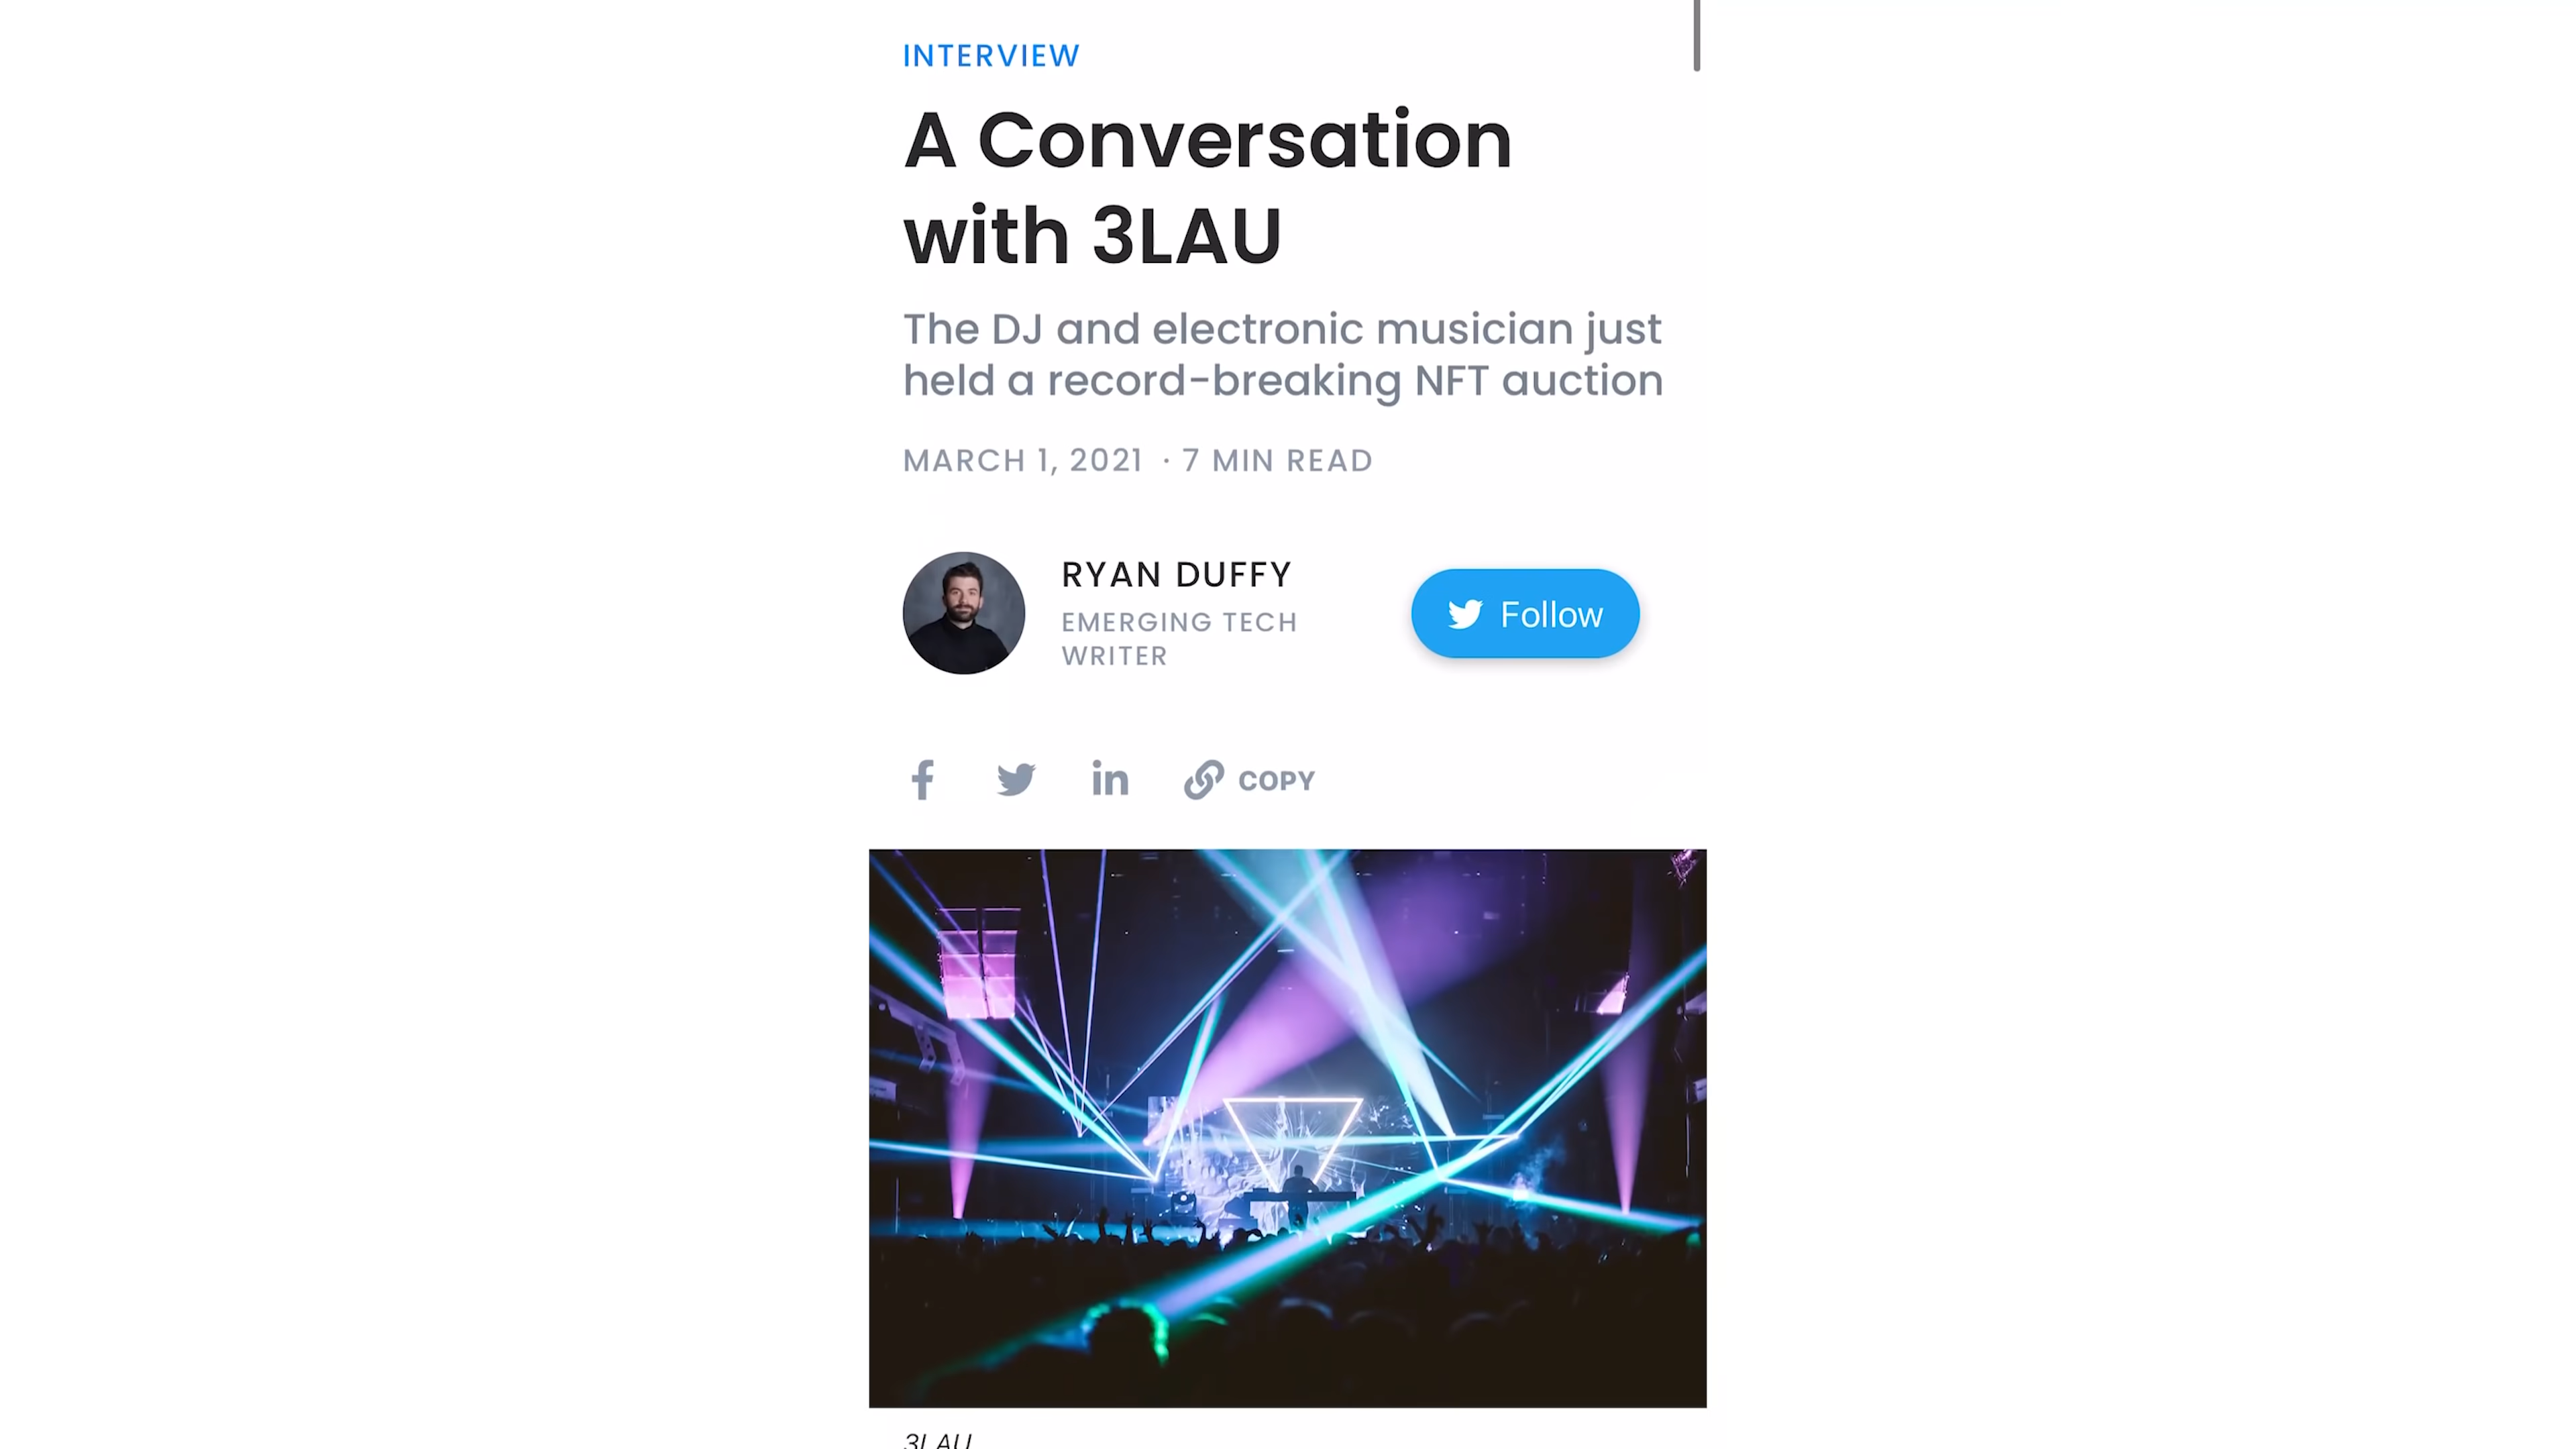 INTERVIEW
A Conversation
with 3LAU
The DJ and electronic musician just
held a record-breaking NFT auction
MARCH 1, 2021 · 7 MIN READ
RYAN DUFFY
EMERGING TECH
WRITER
Follow
COPY
3LAU